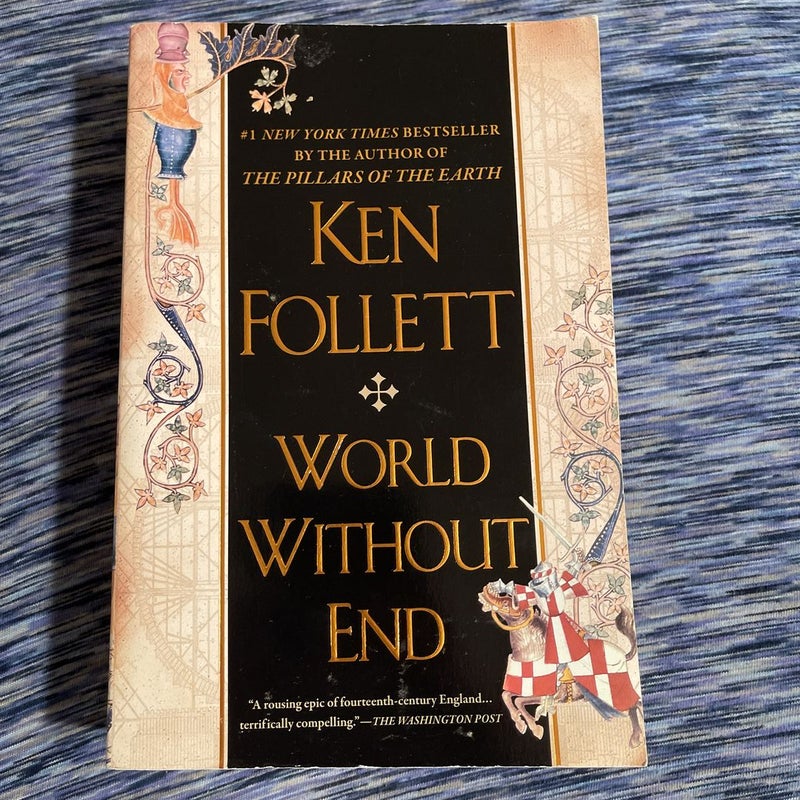 #1 NEW YORK TIMES BESTSELLER
BY THE AUTHOR OF
THE PILLARS OF THE EARTH
KEN
FOLLETT
WORLD
WITHOUT
END
"A rousing epic of fourteenth-century England...
terrifically compelling."—THE WASHINGTON POST